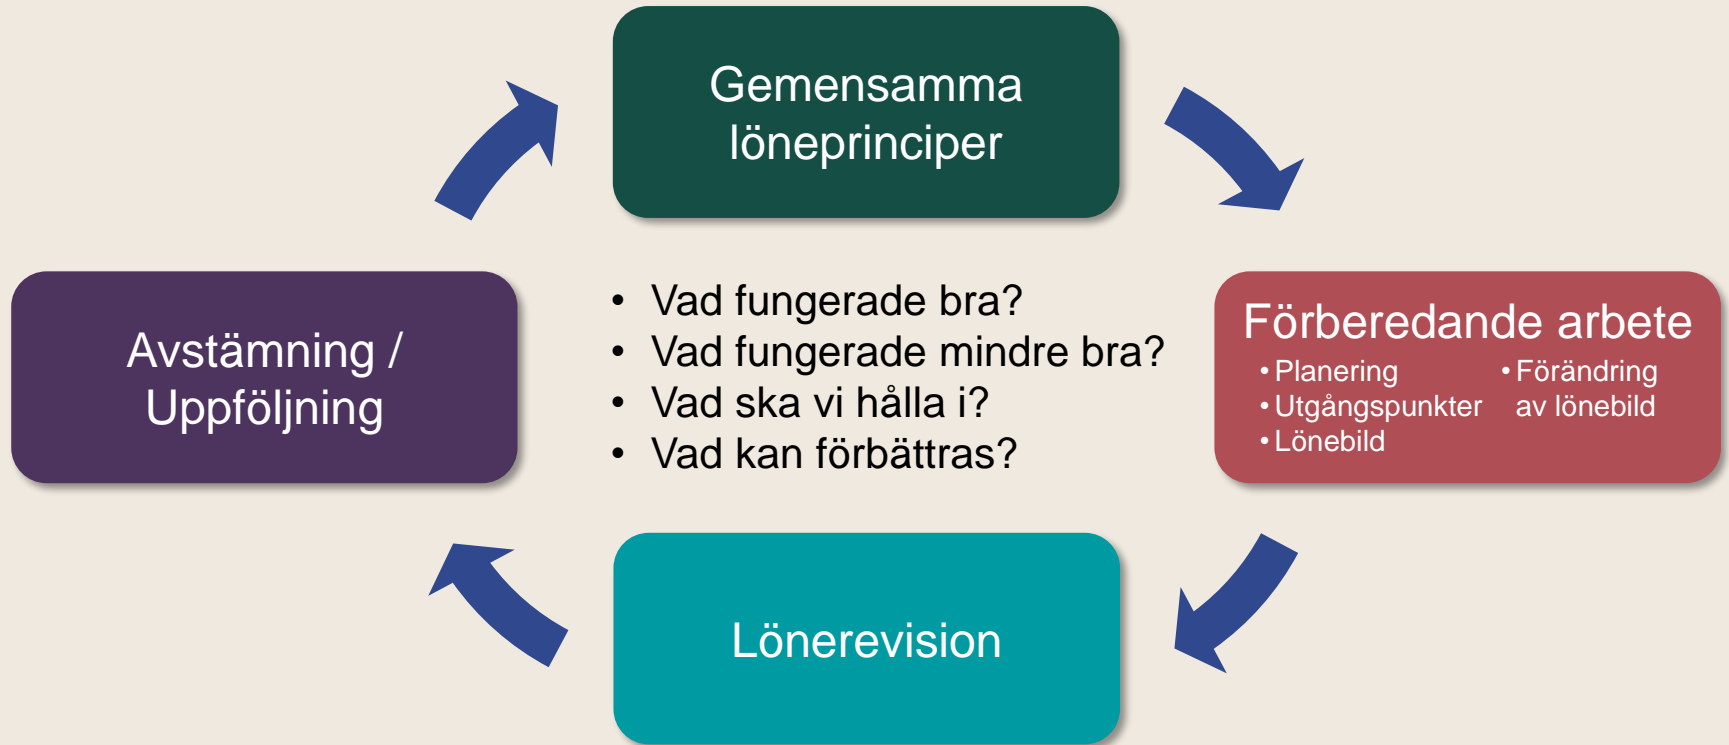 Gemensamma
löneprinciper
Avstämning /
Uppföljning
• Vad fungerade bra?
• Vad fungerade mindre bra?
• Vad ska vi hålla i?
• Vad kan förbättras?
Förberedande arbete
• Planering
• Utgångspunkter
• Lönebild
• Förändring
av lönebild
Lönerevision